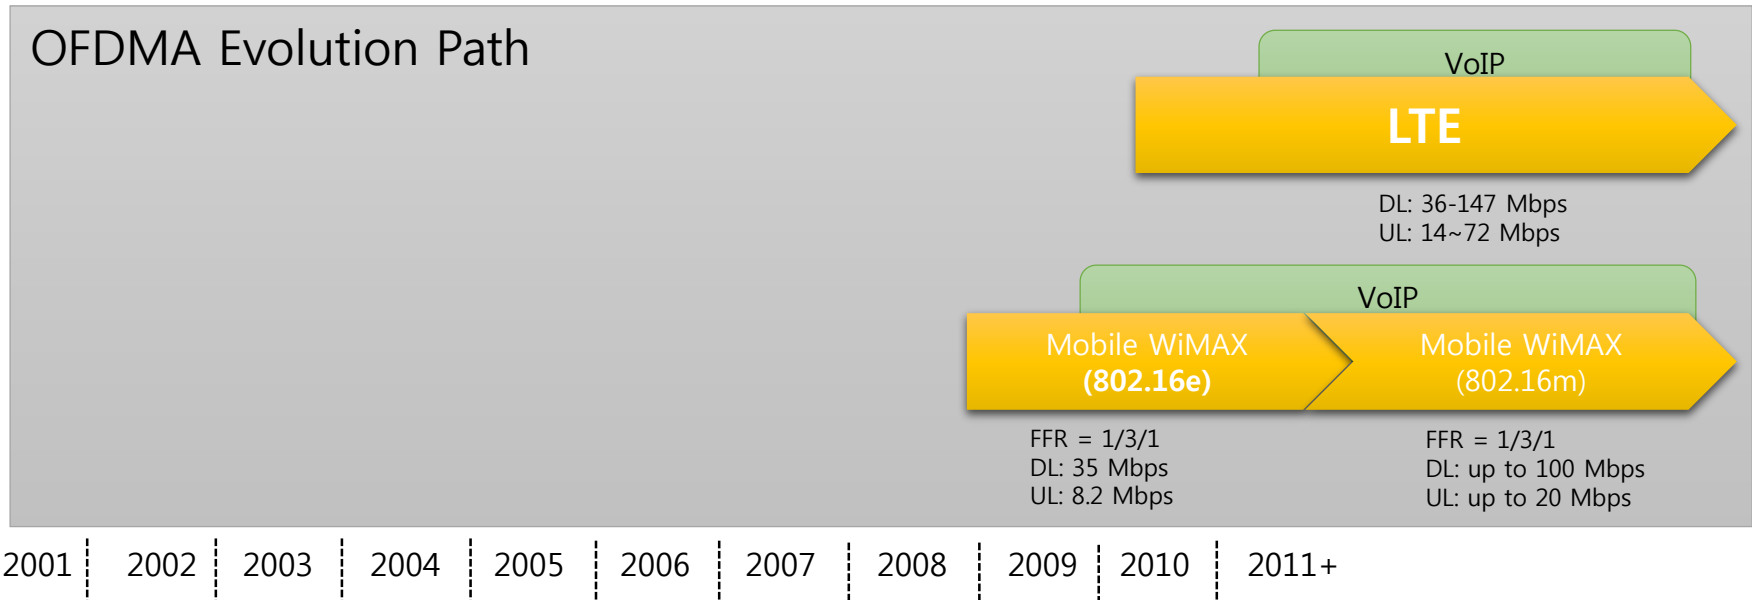 OFDMA Evolution Path
VoIP
LTE
DL: 36-147 Mbps
UL: 14~72 Mbps
VoIP
Mobile WiMAX
(802.16e)
Mobile WiMAX
(802.16m)
FFR = 1/3/1
DL: 35 Mbps
UL: 8.2 Mbps
FFR = 1/3/1
DL: up to 100 Mbps
UL: up to 20 Mbps
2001 2002 2003 2004 2005 2006 2007 2008 2009 2010 2011+